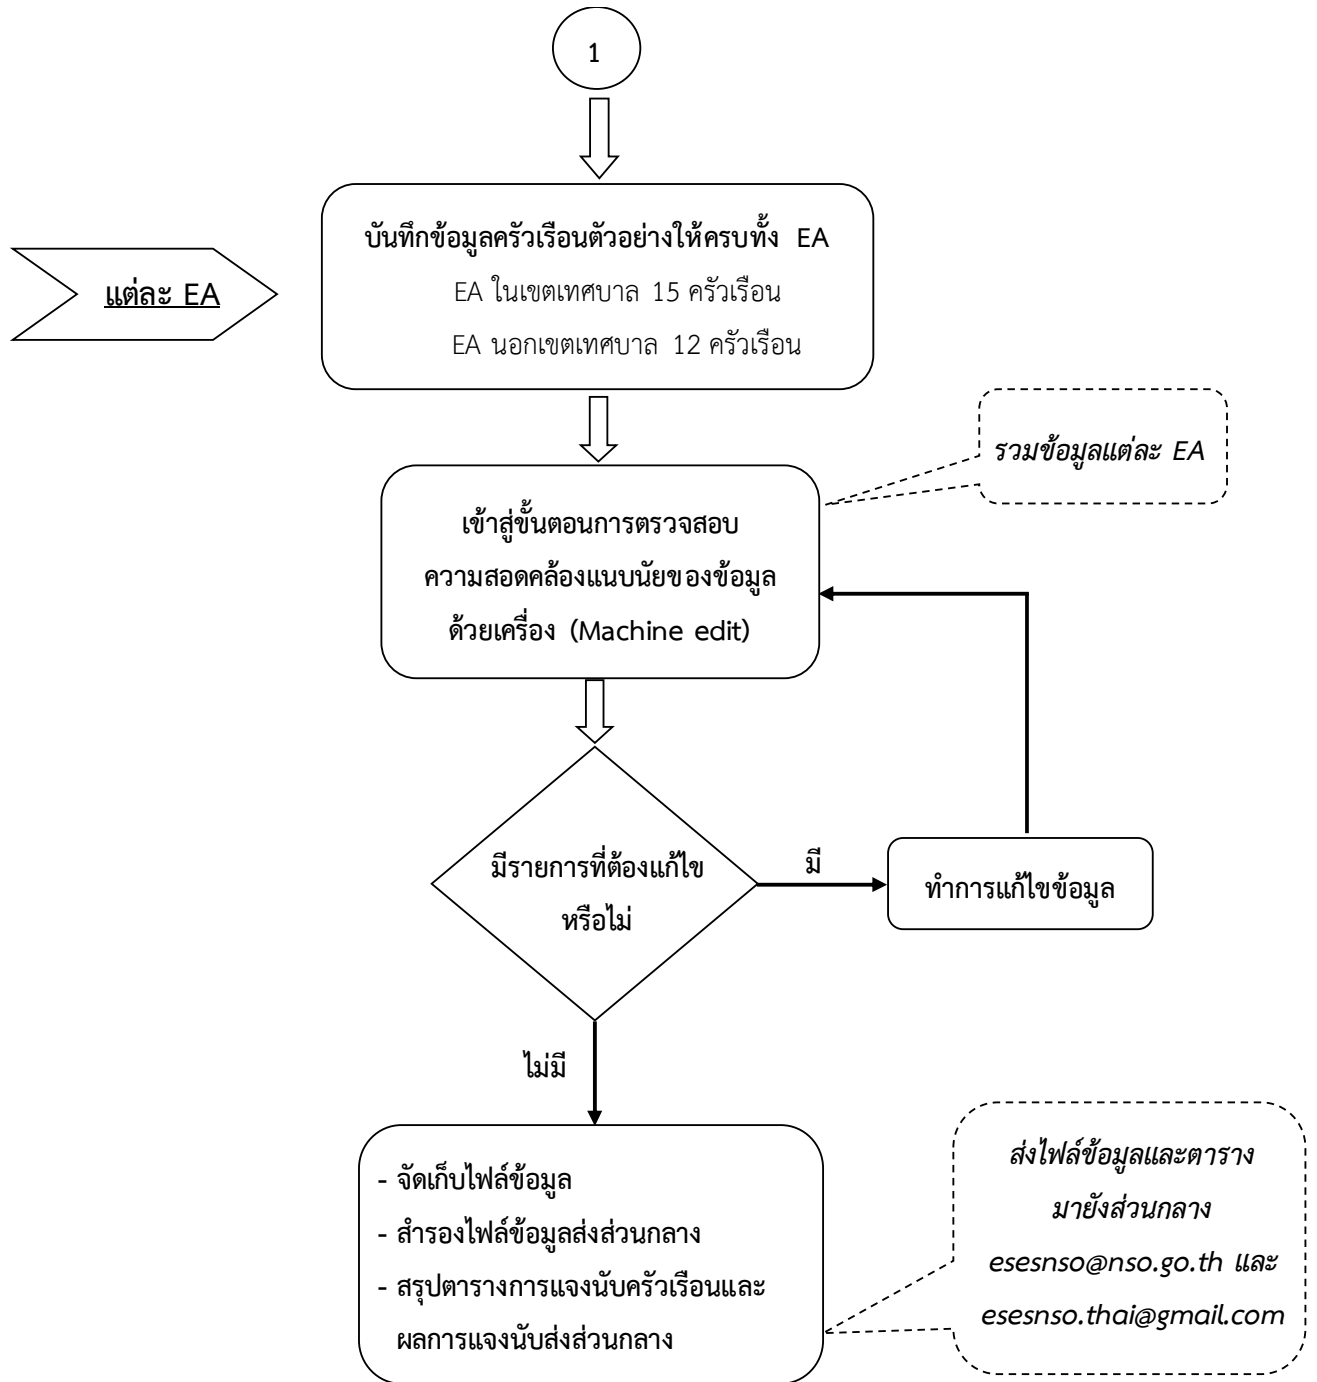 1
บันทึกข้อมูลครัวเรือนตัวอย่างให้ครบทั้ง EA
EA ในเขตเทศบาล 15 ครัวเรือน
EA นอกเขตเทศบาล 12 ครัวเรือน
แต่ละ EA
รวมข้อมูลแต่ละ EA
เข้าสู่ขั้นตอนการตรวจสอบ
ความสอดคล้องแนบนัยของข้อมูล
ด้วยเครื่อง (Machine edit)
มีรายการที่ต้องแก้ไข
หรือไม่
มี
ทำการแก้ไขข้อมูล
ไม่มี
- จัดเก็บไฟล์ข้อมูล
- สำรองไฟล์ข้อมูลส่งส่วนกลาง
- สรุปตารางการแจงนับครัวเรือนและ
ผลการแจงนับส่งส่วนกลาง
ส่งไฟล์ข้อมูลและตาราง
มายังส่วนกลาง
esesnso@nso.go.th และ
esesnso.thai@gmail.com